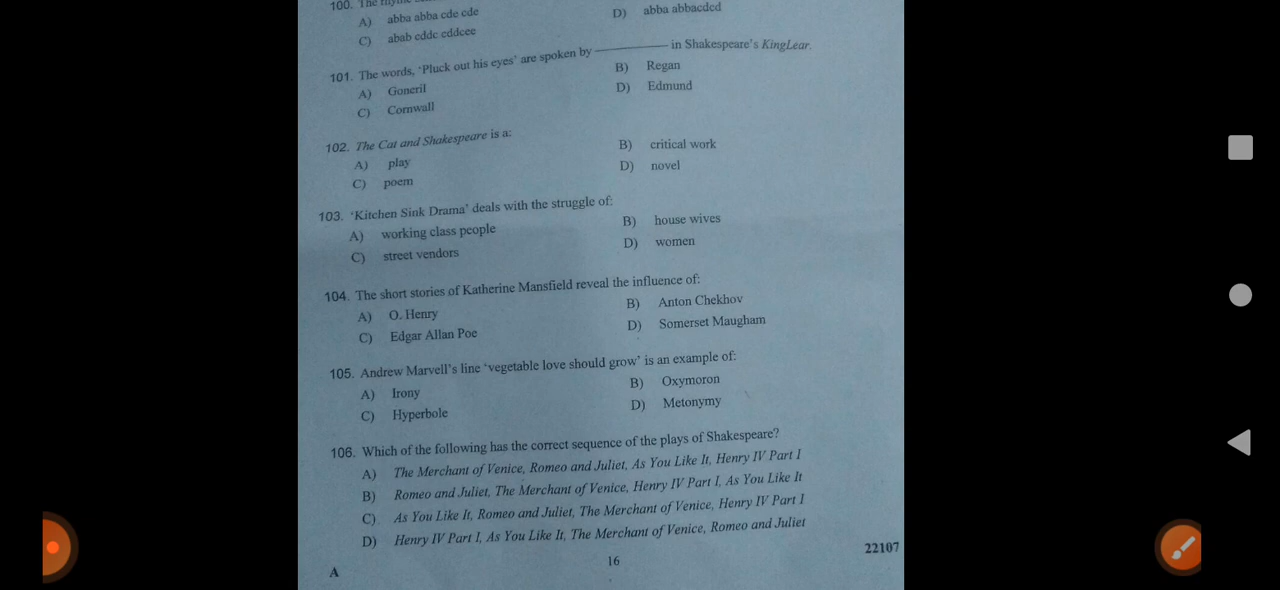 100. The rhyme
A) abba abba cde cde
D) abba abbacdcd
C) abab cddc cddcee
101. The words, 'Pluck out his eyes' are spoken by ———— in Shakespeare's KingLear.
A) Goneril
B) Regan
C) Cornwall
D) Edmund
102. The Cat and Shakespeare is a:
A) play
B) critical work
C) poem
D) novel
103. 'Kitchen Sink Drama' deals with the struggle of:
A) working class people
B) house wives
C) street vendors
D) women
104. The short stories of Katherine Mansfield reveal the influence of:
A) O. Henry
B) Anton Chekhov
C) Edgar Allan Poe
D) Somerset Maugham
105. Andrew Marvell's line 'vegetable love should grow' is an example of:
A) Irony
B) Oxymoron
C) Hyperbole
D) Metonymy
106. Which of the following has the correct sequence of the plays of Shakespeare?
A) The Merchant of Venice, Romeo and Juliet, As You Like It, Henry IV Part I
B) Romeo and Juliet, The Merchant of Venice, Henry IV Part I, As You Like It
C) As You Like It, Romeo and Juliet, The Merchant of Venice, Henry IV Part I
D) Henry IV Part I, As You Like It, The Merchant of Venice, Romeo and Juliet
A
16
22107